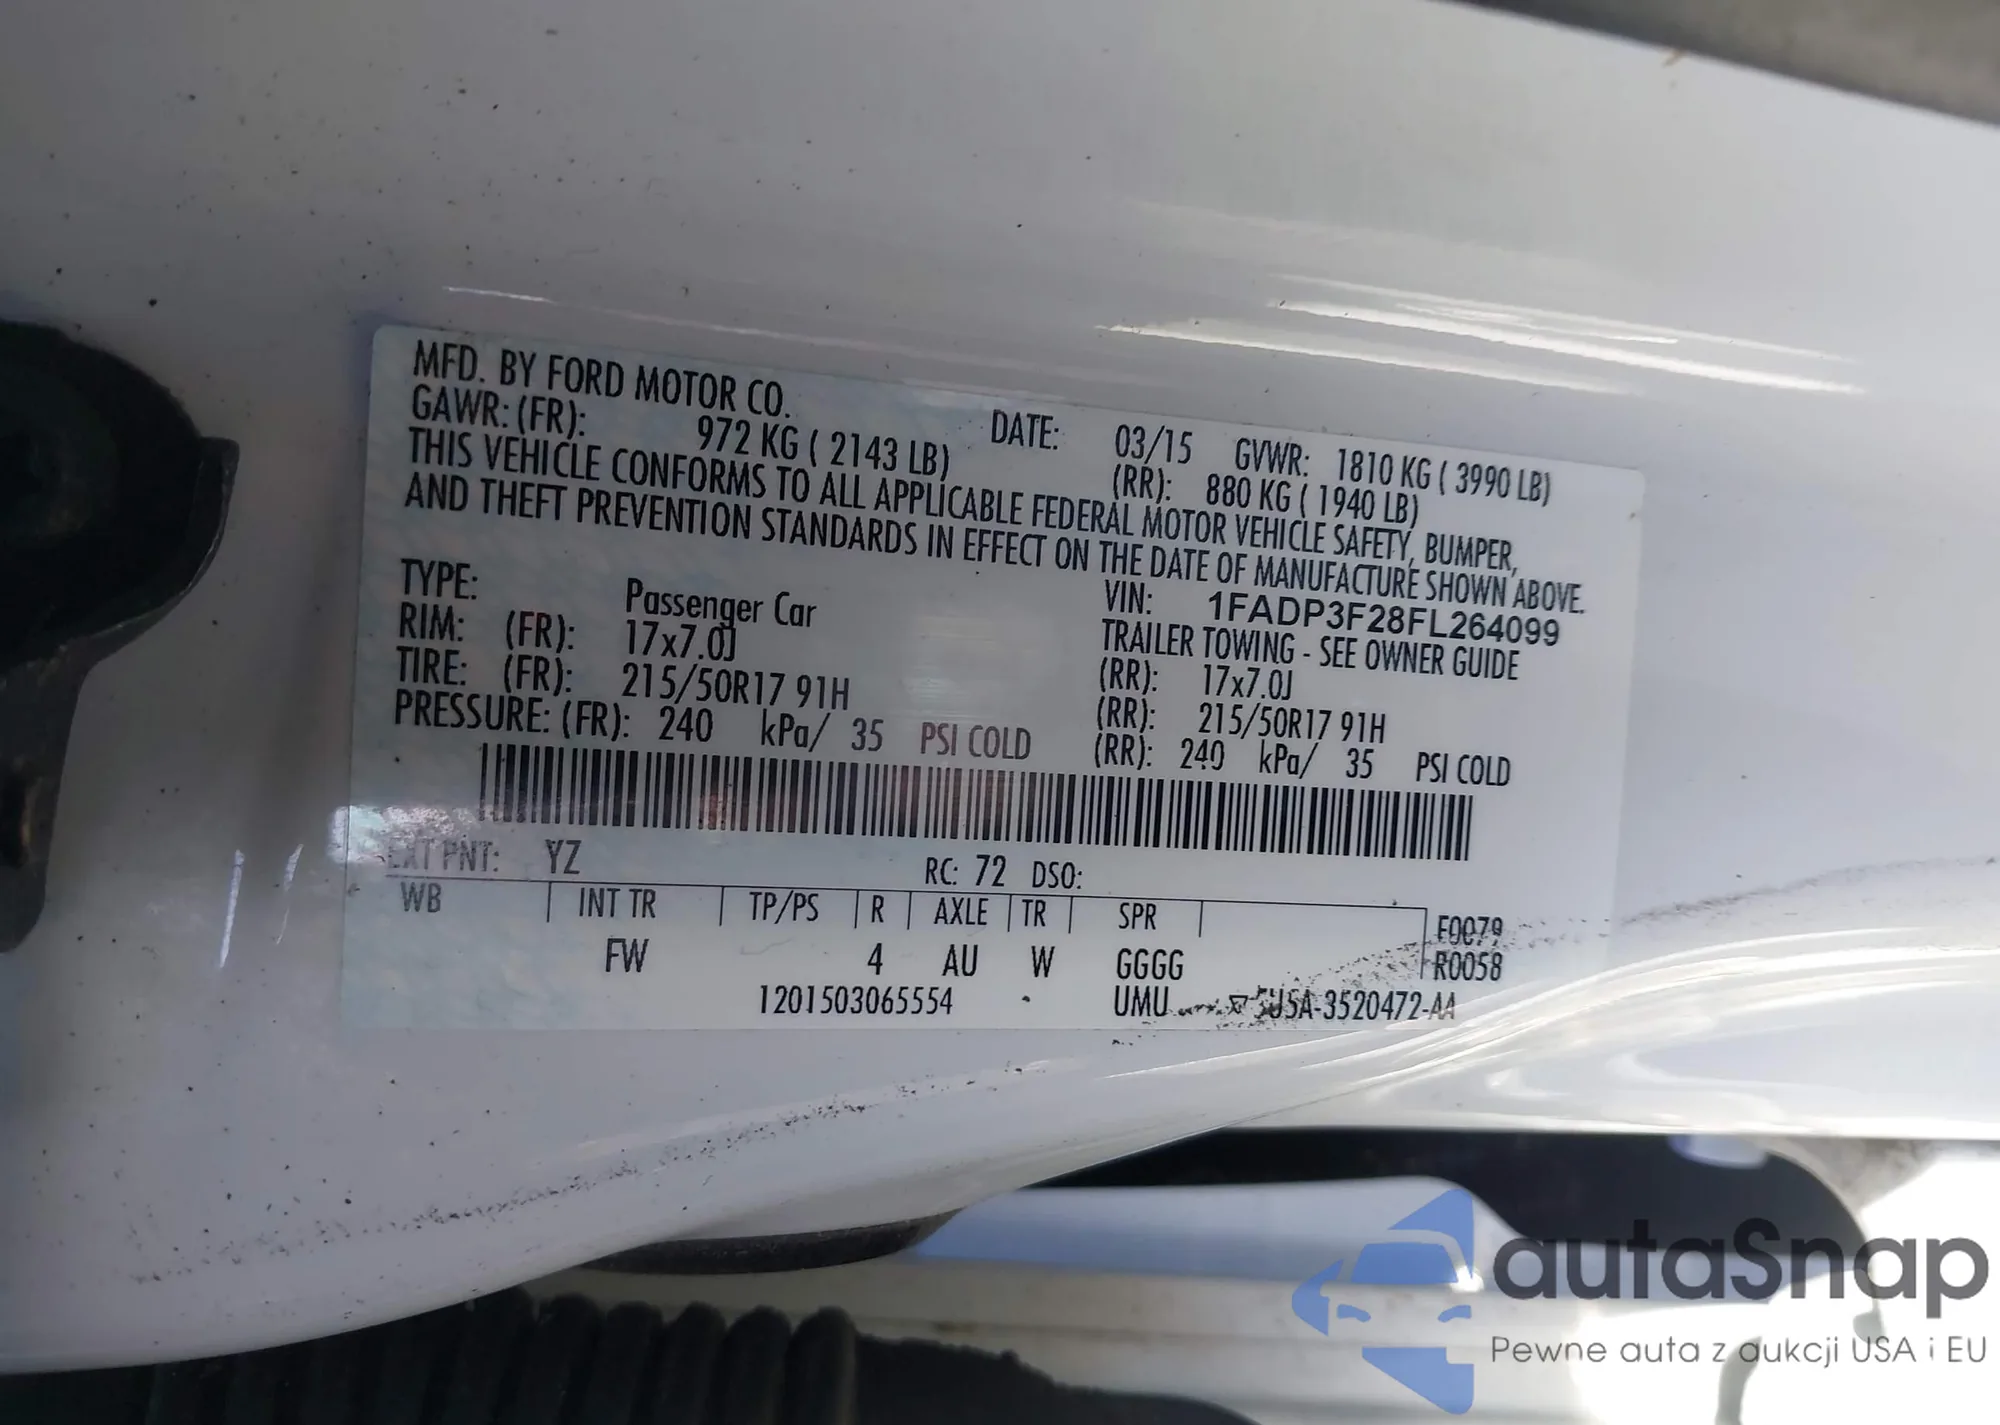 MFD. BY FORD MOTOR CO. DATE: 03/15 GVWR: 1810 KG ( 3990 LB)
GAWR: (FR): 972 KG ( 2143 LB) (RR): 880 KG ( 1940 LB)
THIS VEHICLE CONFORMS TO ALL APPLICABLE FEDERAL MOTOR VEHICLE SAFETY, BUMPER,
AND THEFT PREVENTION STANDARDS IN EFFECT ON THE DATE OF MANUFACTURE SHOWN ABOVE.
VIN: 1FADP3F28FL264099
TYPE: Passenger Car TRAILER TOWING - SEE OWNER GUIDE
RIM: (FR): 17x7.0J (RR): 17x7.0J
TIRE: (FR): 215/50R17 91H (RR): 215/50R17 91H
PRESSURE: (FR): 240 kPa/ 35 PSI COLD (RR): 240 kPa/ 35 PSI COLD
EXT PNT: YZ RC: 72 DSO:
WB INT TR TP/PS R AXLE TR SPR F0079
FW 4 AU W GGGG R0058
1201503065554 UMU 5U5A-3520472-AA
autaSnap
Pewne auta z aukcji USA i EU